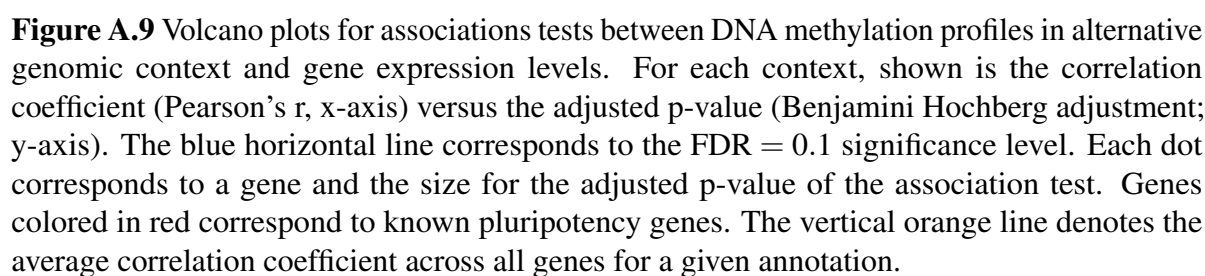 Figure A.9 Volcano plots for associations tests between DNA methylation profiles in alternative
genomic context and gene expression levels. For each context, shown is the correlation
coefficient (Pearson's r, x-axis) versus the adjusted p-value (Benjamini Hochberg adjustment;
y-axis). The blue horizontal line corresponds to the FDR = 0.1 significance level. Each dot
corresponds to a gene and the size for the adjusted p-value of the association test. Genes
colored in red correspond to known pluripotency genes. The vertical orange line denotes the
average correlation coefficient across all genes for a given annotation.